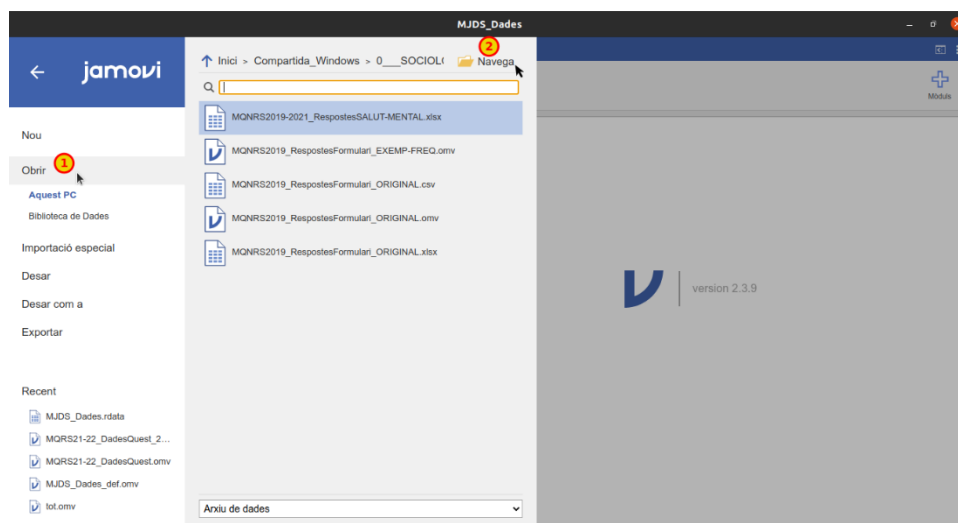 MJDS_Dades
jamovi
Nou
Obrir
1
Aquest PC
Biblioteca de Dades
Importació especial
Desar
Desar com a
Exportar
Recent
MJDS_Dades.rdata
MQRS21-22_DadesQuest_2...
MQRS21-22_DadesQuest.omv
MJDS_Dades_def.omv
tot.omv
Inici > Compartida_Windows > 0___SOCIOL
2
Navega
MQNRS2019-2021_RespostesSALUT-MENTAL.xlsx
MQNRS2019_RespostesFormulari_EXEMP-FREQ.omv
MQNRS2019_RespostesFormulari_ORIGINAL.csv
MQNRS2019_RespostesFormulari_ORIGINAL.omv
MQNRS2019_RespostesFormulari_ORIGINAL.xlsx
Arxiu de dades
Mòduls
version 2.3.9